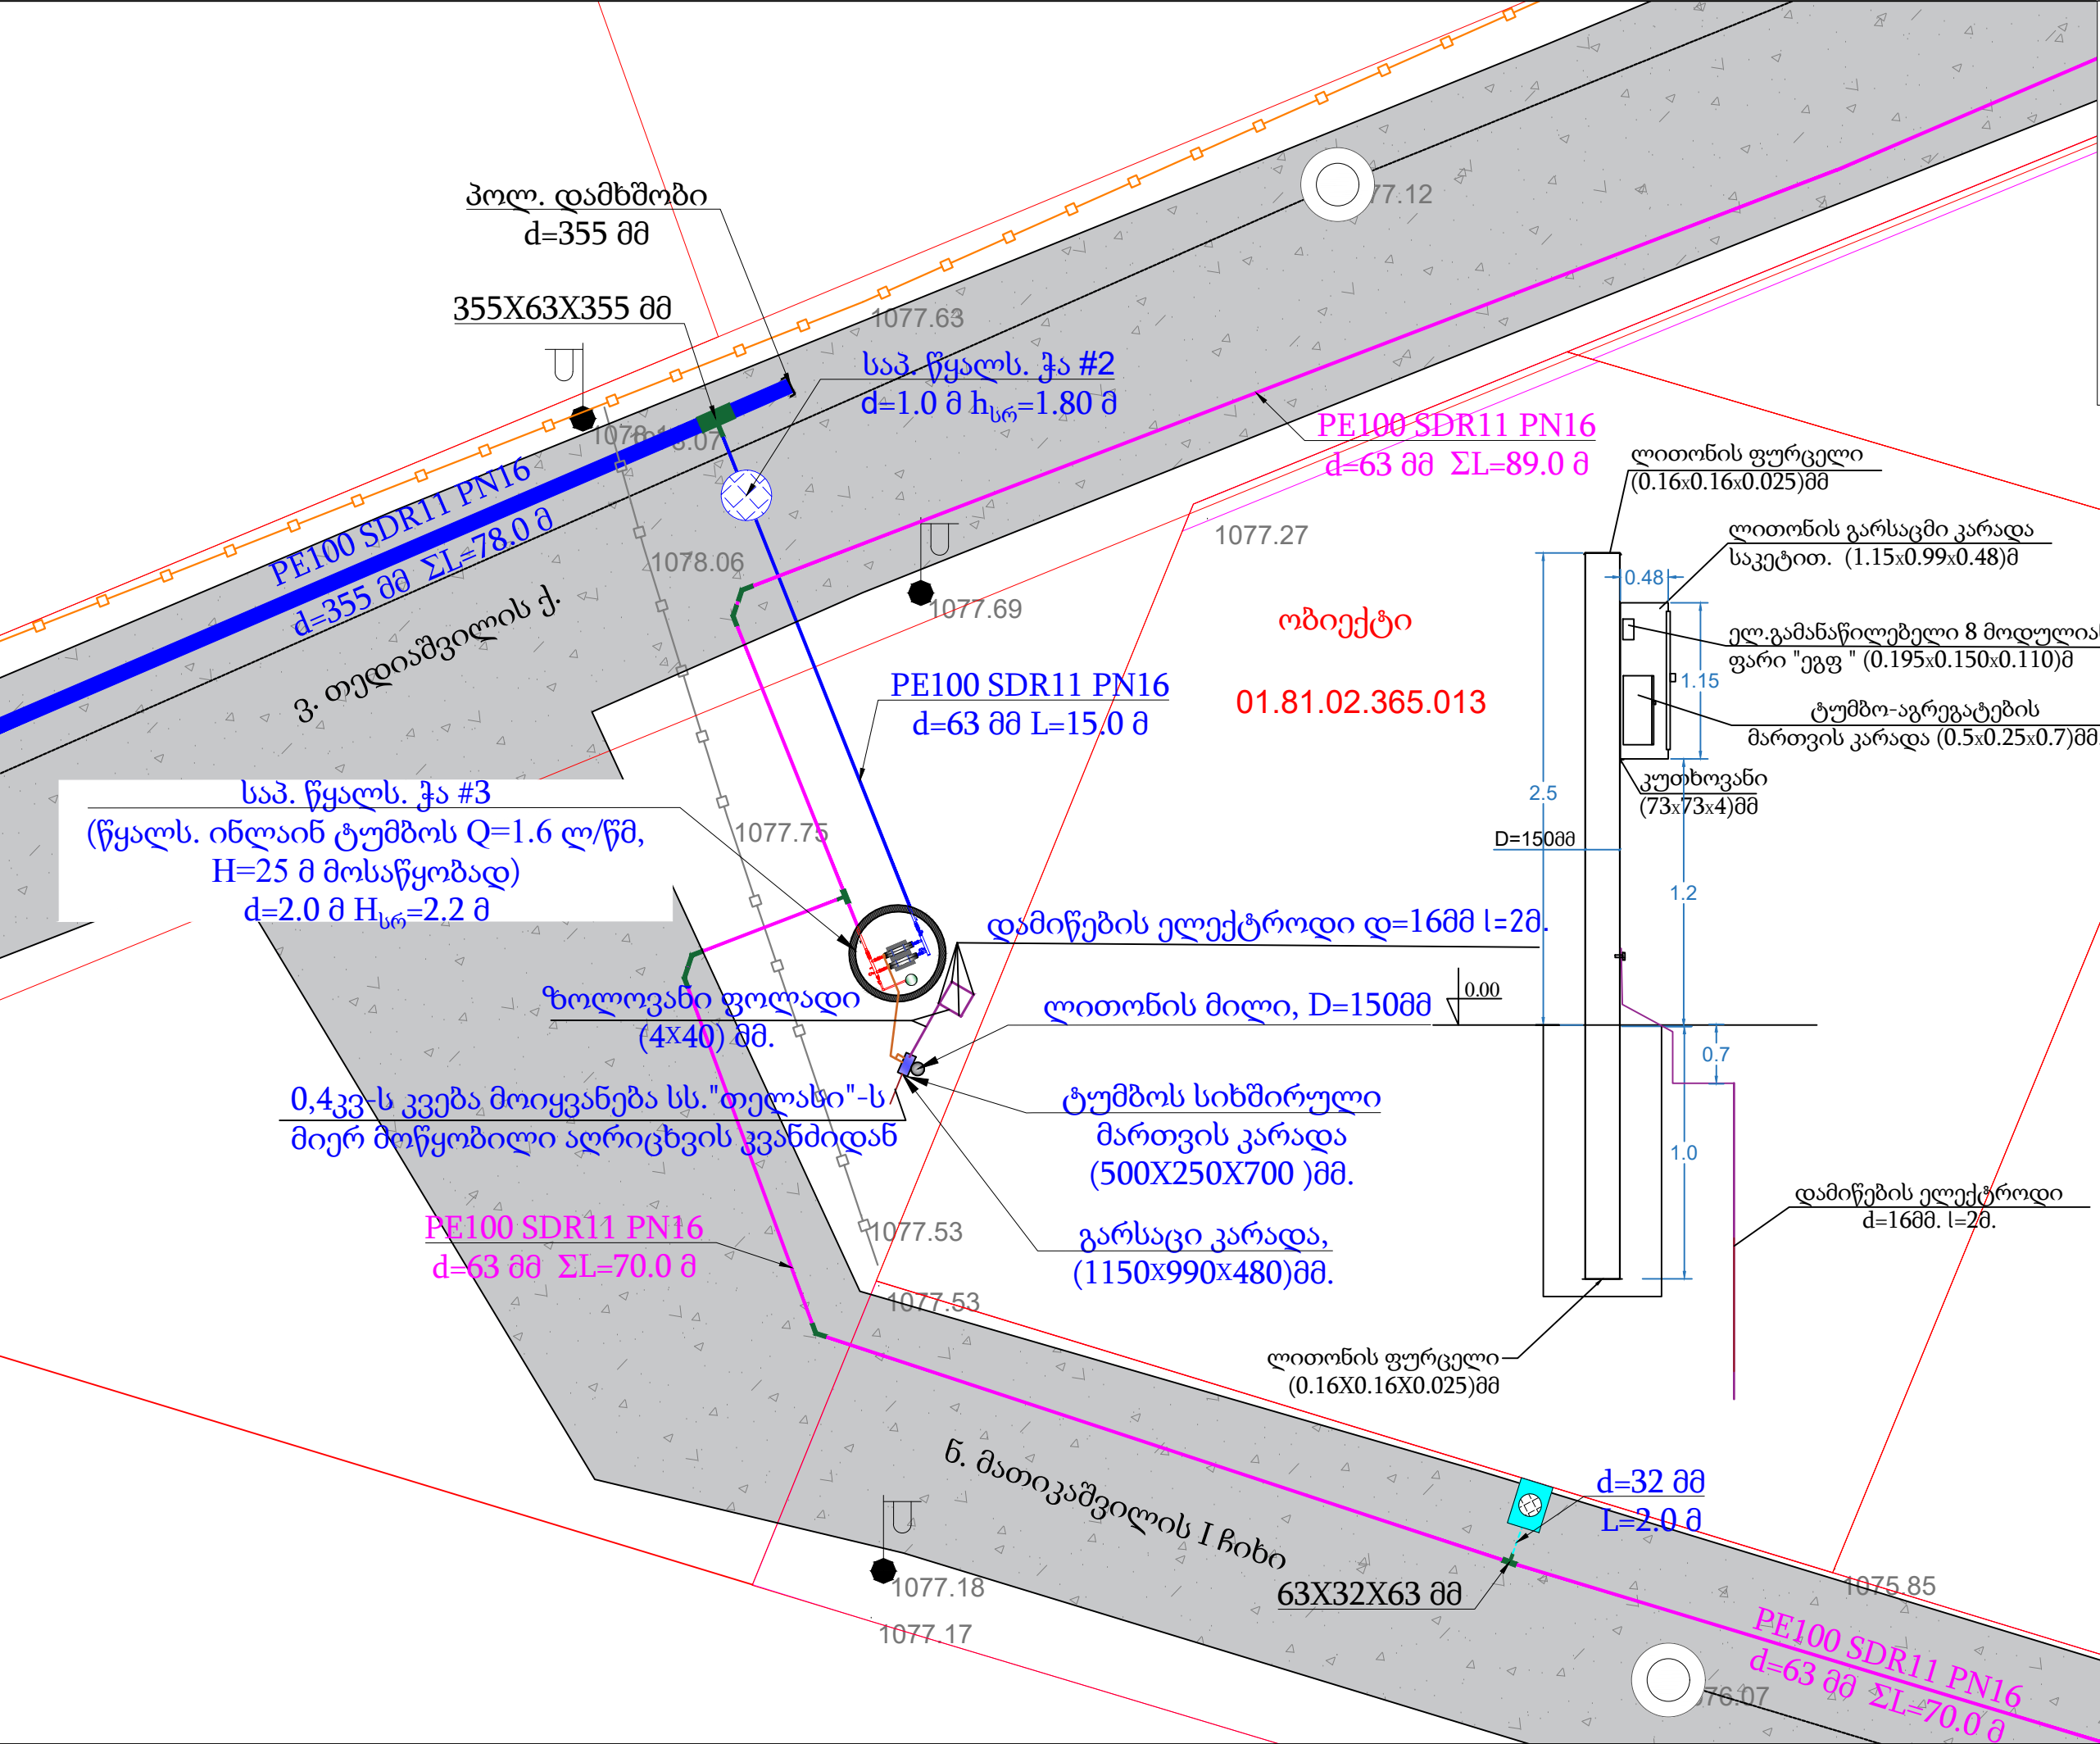 პოლ. დამხშობი
d=355 მმ
355X63X355 მმ
77.12
1077.63
საპ. წყალს. ჭა #2
d=1.0 მ hსრ=1.80 მ
PE100 SDR11 PN16
d=355 მმ ΣL=78.0 მ
ვ. თედიაშვილის ქ.
1078.06
PE100 SDR11 PN16
d=63 მმ ΣL=89.0 მ
1077.27
1077.69
ობიექტი
01.81.02.365.013
PE100 SDR11 PN16
d=63 მმ L=15.0 მ
საპ. წყალს. ჭა #3
(წყალს. ინლაინ ტუმბოს Q=1.6 ლ/წმ,
H=25 მ მოსაწყობად)
d=2.0 მ Hსრ=2.2 მ
1077.75
ლითონის ფურცელი
(0.16x0.16x0.025)მმ
ლითონის გარსაცმი კარადა
საკეტით. (1.15x0.99x0.48)მ
0.48
ელ.გამანაწილებელი 8 მოდულიან
ფარი "ეგფ " (0.195x0.150x0.110)მ
1.15
ტუმბო-აგრეგატების
მართვის კარადა (0.5x0.25x0.7)მმ
კუთხოვანი
(73x73x4)მმ
2.5
D=150მმ
1.2
დამიწების ელექტროდი დ=16მმ l=2მ.
ზოლოვანი ფოლადი
(4X40) მმ.
ლითონის მილი, D=150მმ
0.00
0.7
0,4კვ-ს კვება მოიყვანება სს."თელასი"-ს
მიერ მოწყობილი აღრიცხვის კვანძიდან
ტუმბოს სიხშირული
მართვის კარადა
(500X250X700 )მმ.
1.0
დამიწების ელექტროდი
d=16მმ. l=2მ.
PE100 SDR11 PN16
d=63 მმ ΣL=70.0 მ
1077.53
გარსაცი კარადა,
(1150X990X480)მმ.
1077.53
ლითონის ფურცელი
(0.16X0.16X0.025)მმ
ნ. მათიკაშვილის I ჩიხი
d=32 მმ
L=2.0 მ
63X32X63 მმ
1077.18
1077.17
1075.85
PE100 SDR11 PN16
d=63 მმ ΣL=70.0 მ
76.07